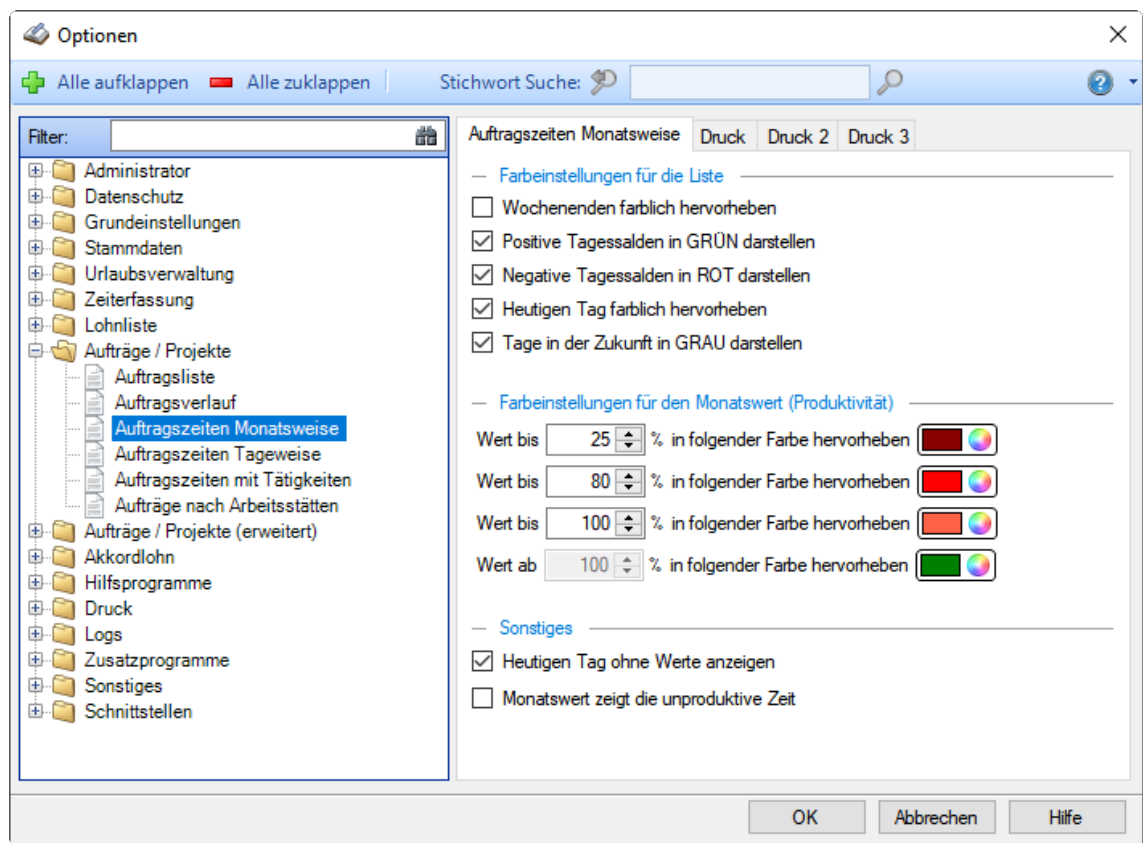 Optionen
Alle aufklappen Alle zuklappen Stichwort Suche:
Filter:
Administrator
Datenschutz
Grundeinstellungen
Stammdaten
Urlaubsverwaltung
Zeiterfassung
Lohnliste
Aufträge / Projekte
Auftragsliste
Auftragsverlauf
Auftragszeiten Monatsweise
Auftragszeiten Tageweise
Auftragszeiten mit Tätigkeiten
Aufträge nach Arbeitsstätten
Aufträge / Projekte (erweitert)
Akkordlohn
Hilfsprogramme
Druck
Logs
Zusatzprogramme
Sonstiges
Schnittstellen
Auftragszeiten Monatsweise Druck Druck 2 Druck 3
Farbeinstellungen für die Liste
Wochenenden farblich hervorheben
Positive Tagessalden in GRÜN darstellen
Negative Tagessalden in ROT darstellen
Heutigen Tag farblich hervorheben
Tage in der Zukunft in GRAU darstellen
Farbeinstellungen für den Monatswert (Produktivität)
Wert bis 25 % in folgender Farbe hervorheben
Wert bis 80 % in folgender Farbe hervorheben
Wert bis 100 % in folgender Farbe hervorheben
Wert ab 100 % in folgender Farbe hervorheben
Sonstiges
Heutigen Tag ohne Werte anzeigen
Monatswert zeigt die unproduktive Zeit
OK Abbrechen Hilfe